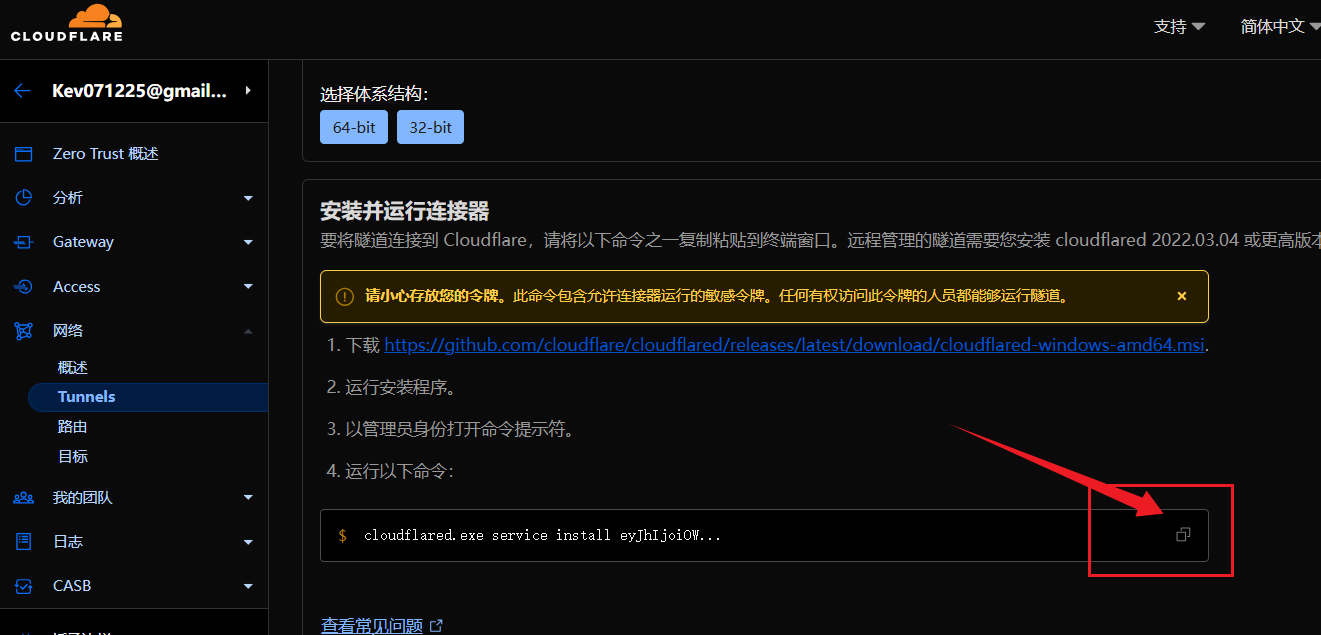 CLOUDFLARE
支持
简体中文
Kev071225@gmail...
Zero Trust 概述
分析
Gateway
Access
网络
概述
Tunnels
路由
目标
我的团队
日志
CASB
选择体系结构：
64-bit
32-bit
安装并运行连接器
要将隧道连接到 Cloudflare，请将以下命令之一复制粘贴到终端窗口。远程管理的隧道需要您安装 cloudflared 2022.03.04 或更高版本
请小心存放您的令牌。此命令包含允许连接器运行的敏感令牌。任何有权访问此令牌的人员都能够运行隧道。
1. 下载 https://github.com/cloudflare/cloudflared/releases/latest/download/cloudflared-windows-amd64.msi.
2. 运行安装程序。
3. 以管理员身份打开命令提示符。
4. 运行以下命令：
$ cloudflared.exe service install eyJhIjoiOW...
查看常见问题